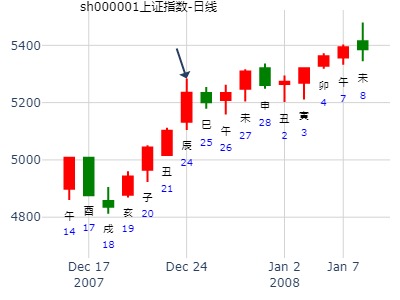 sh000001上证指数-日线
5400
5200
5000
4800
午
14
酉
17
戌
18
亥
19
子
20
丑
21
辰
24
巳
25
午
26
未
27
申
28
丑
2
寅
3
卯
4
午
7
未
8
Dec 17
2007
Dec 24
Jan 2
2008
Jan 7